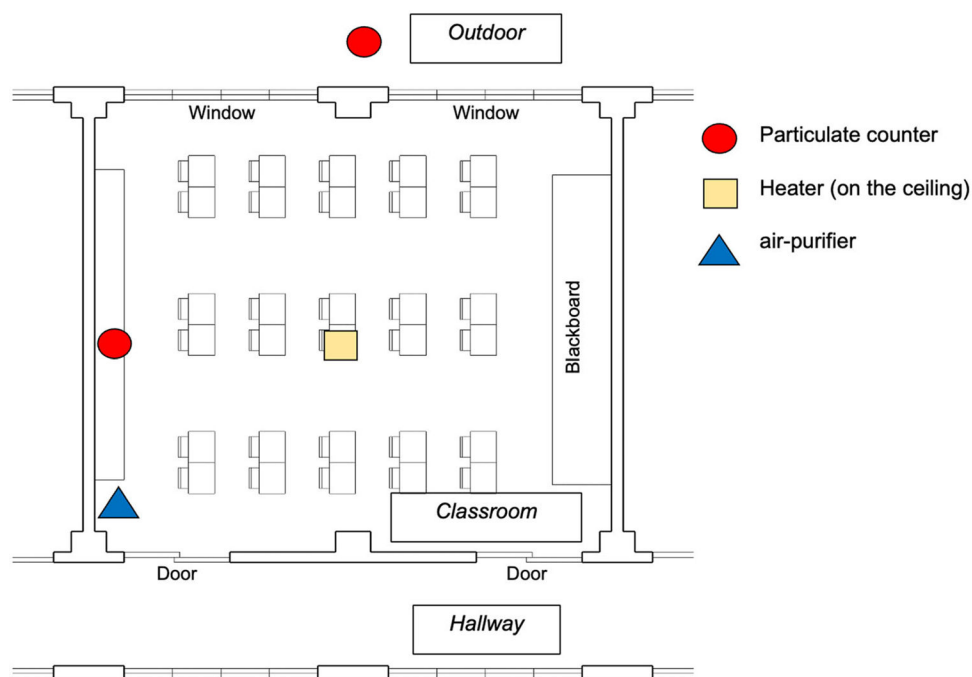 Outdoor
Window
Window
Particulate counter
Heater (on the ceiling)
air-purifier
Blackboard
Classroom
Door
Door
Hallway